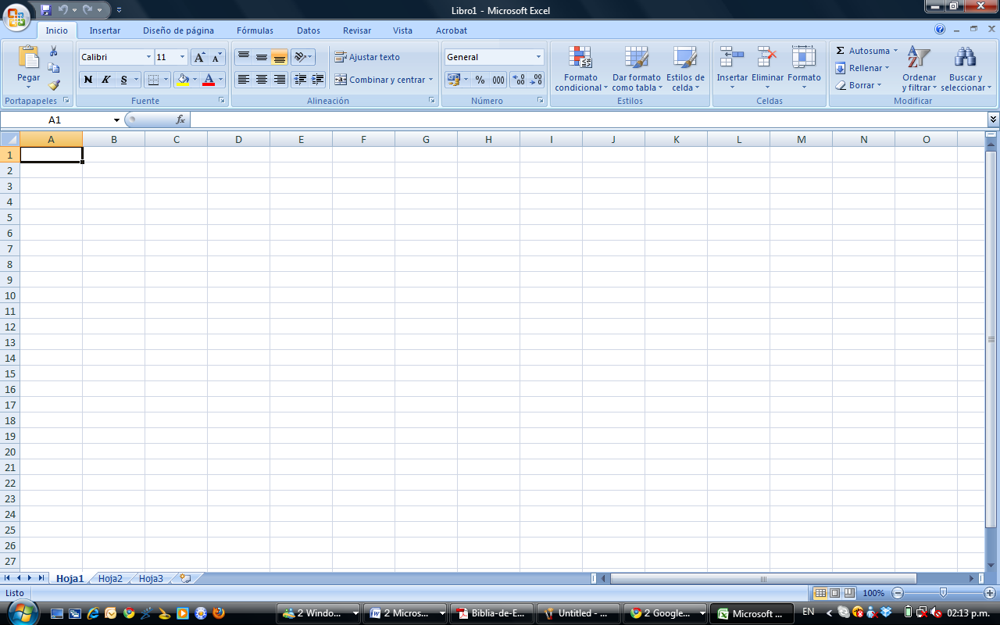 Libro1 - Microsoft Excel
Inicio Insertar Diseño de página Fórmulas Datos Revisar Vista Acrobat
Pegar
Portapapeles
Calibri 11
N K S
Fuente
Ajustar texto
Combinar y centrar
Alineación
General
% 000
Número
Formato condicional
Dar formato como tabla
Estilos de celda
Estilos
Insertar Eliminar Formato
Celdas
Σ Autosuma
Rellenar
Borrar
Ordenar y filtrar
Buscar y seleccionar
Modificar
A1 fx
A B C D E F G H I J K L M N O
1
2
3
4
5
6
7
8
9
10
11
12
13
14
15
16
17
18
19
20
21
22
23
24
25
26
27
Hoja1 Hoja2 Hoja3
Listo 100%
2 Windo... 2 Micros... Biblia-de-E... Untitled - ... 2 Google... Microsoft ... EN 02:13 p.m.